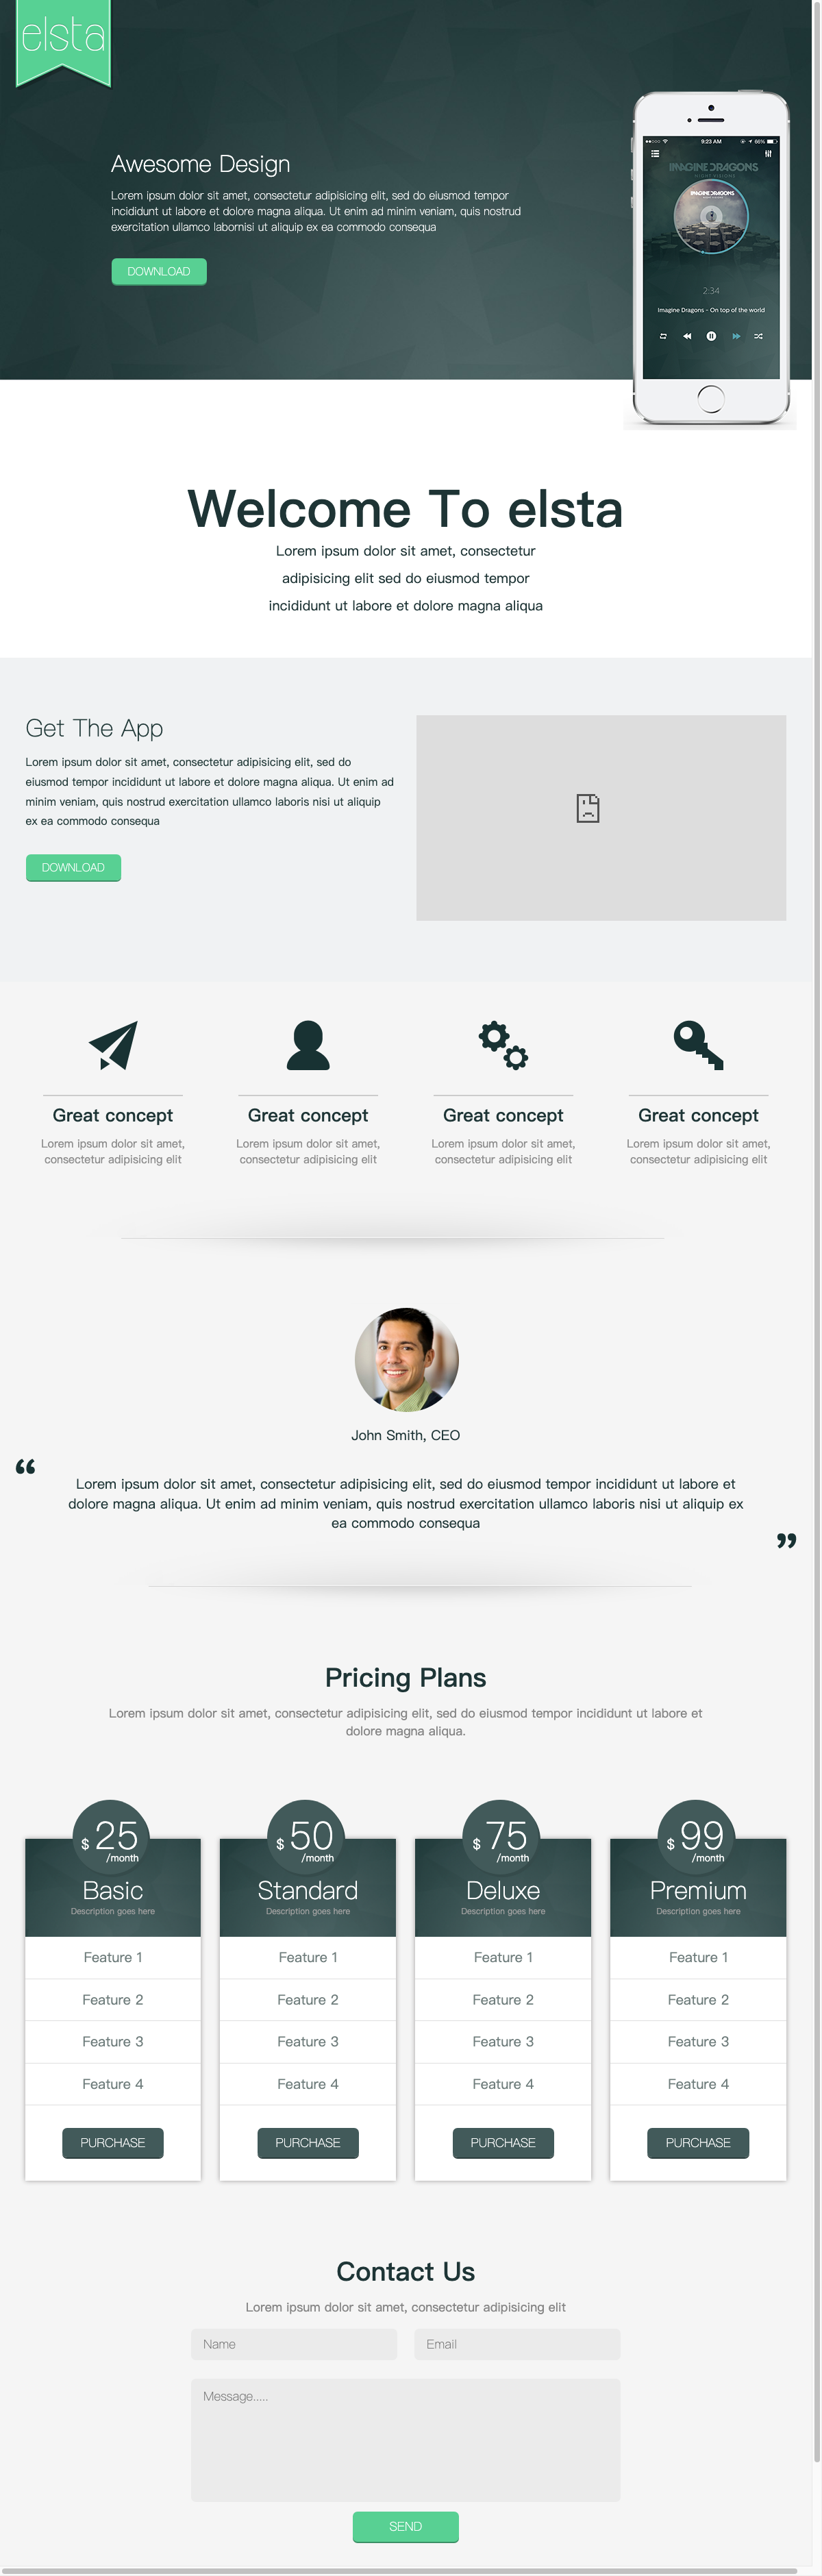 elsta
Awesome Design
Lorem ipsum dolor sit amet, consectetur adipisicing elit, sed do eiusmod tempor
incididunt ut labore et dolore magna aliqua. Ut enim ad minim veniam, quis nostrud
exercitation ullamco labornisi ut aliquip ex ea commodo consequa
DOWNLOAD
9:23 AM
66%
IMAGINE DRAGONS
NIGHT VISIONS
IMAGINE DRAGONS
2:34
Imagine Dragons - On top of the world
Welcome To elsta
Lorem ipsum dolor sit amet, consectetur
adipisicing elit sed do eiusmod tempor
incididunt ut labore et dolore magna aliqua
Get The App
Lorem ipsum dolor sit amet, consectetur adipisicing elit, sed do
eiusmod tempor incididunt ut labore et dolore magna aliqua. Ut enim ad
minim veniam, quis nostrud exercitation ullamco laboris nisi ut aliquip
ex ea commodo consequa
DOWNLOAD
Great concept
Lorem ipsum dolor sit amet,
consectetur adipisicing elit
Great concept
Lorem ipsum dolor sit amet,
consectetur adipisicing elit
Great concept
Lorem ipsum dolor sit amet,
consectetur adipisicing elit
Great concept
Lorem ipsum dolor sit amet,
consectetur adipisicing elit
John Smith, CEO
“
Lorem ipsum dolor sit amet, consectetur adipisicing elit, sed do eiusmod tempor incididunt ut labore et
dolore magna aliqua. Ut enim ad minim veniam, quis nostrud exercitation ullamco laboris nisi ut aliquip ex
ea commodo consequa
”
Pricing Plans
Lorem ipsum dolor sit amet, consectetur adipisicing elit, sed do eiusmod tempor incididunt ut labore et
dolore magna aliqua.
$ 25
/month
Basic
Description goes here
Feature 1
Feature 2
Feature 3
Feature 4
PURCHASE
$ 50
/month
Standard
Description goes here
Feature 1
Feature 2
Feature 3
Feature 4
PURCHASE
$ 75
/month
Deluxe
Description goes here
Feature 1
Feature 2
Feature 3
Feature 4
PURCHASE
$ 99
/month
Premium
Description goes here
Feature 1
Feature 2
Feature 3
Feature 4
PURCHASE
Contact Us
Lorem ipsum dolor sit amet, consectetur adipisicing elit
Name
Email
Message.....
SEND